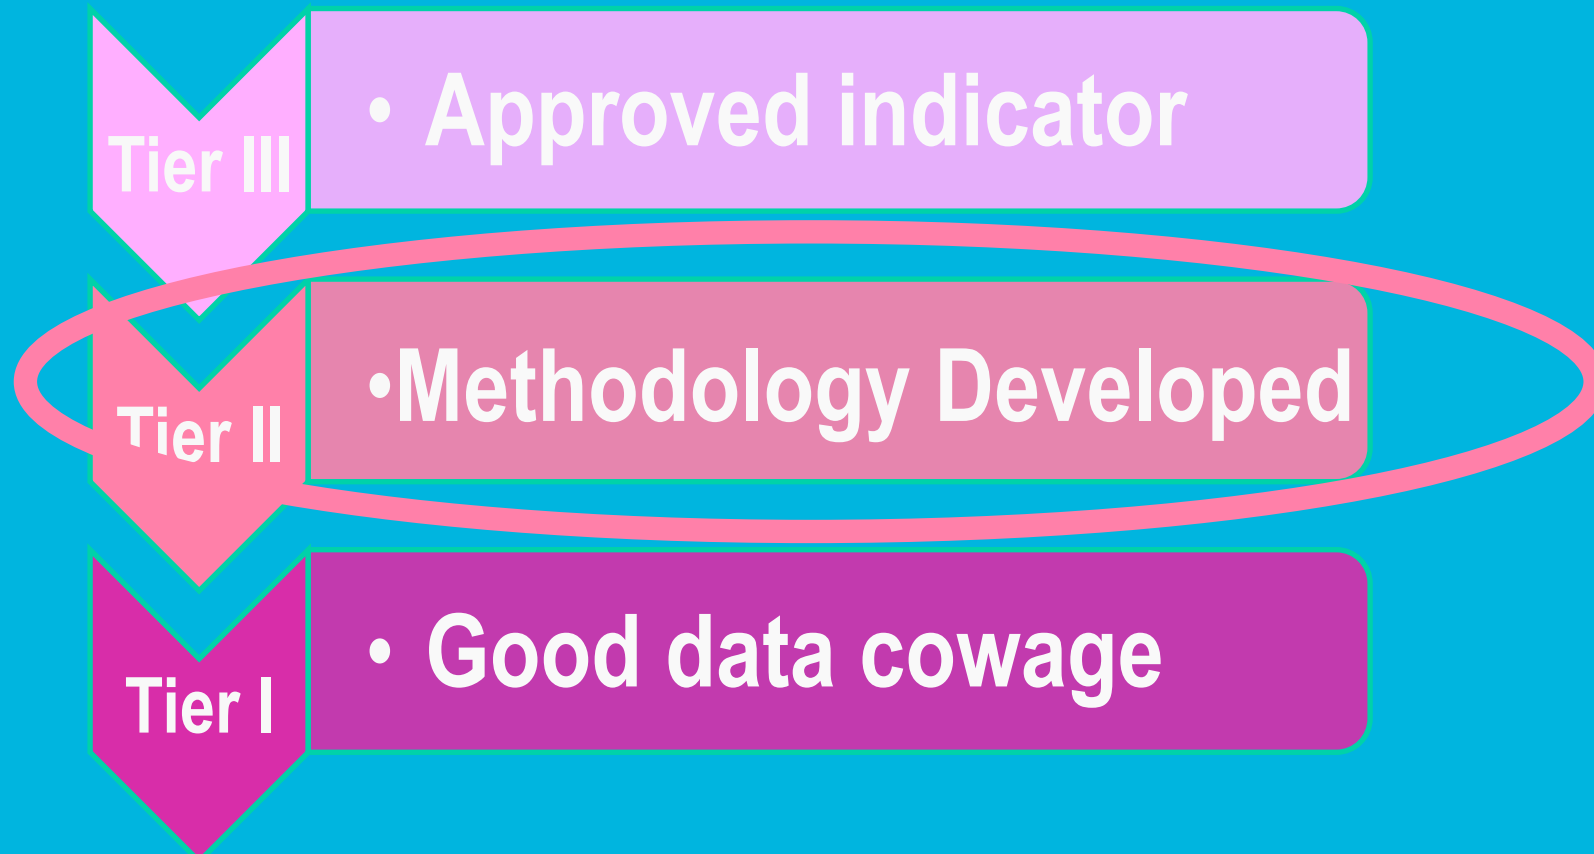 • Approved indicator
Tier III
•Methodology Developed
Tier II
• Good data cowage
Tier I